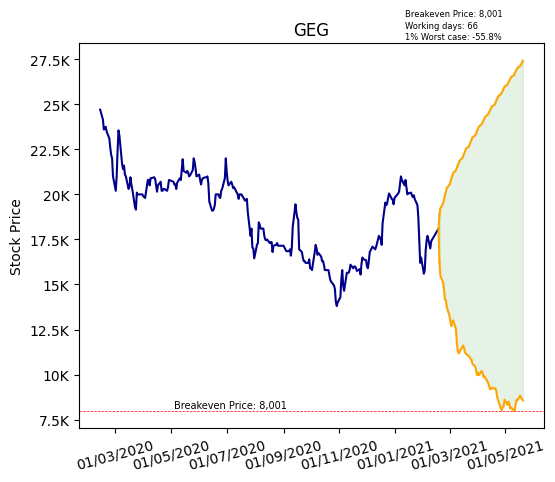 Breakeven Price: 8,001
Working days: 66
1% Worst case: -55.8%
GEG
Stock Price
27.5K
25K
22.5K
20K
17.5K
15K
12.5K
10K
7.5K
Breakeven Price: 8,001
01/03/2020
01/05/2020
01/07/2020
01/09/2020
01/11/2020
01/01/2021
01/03/2021
01/05/2021